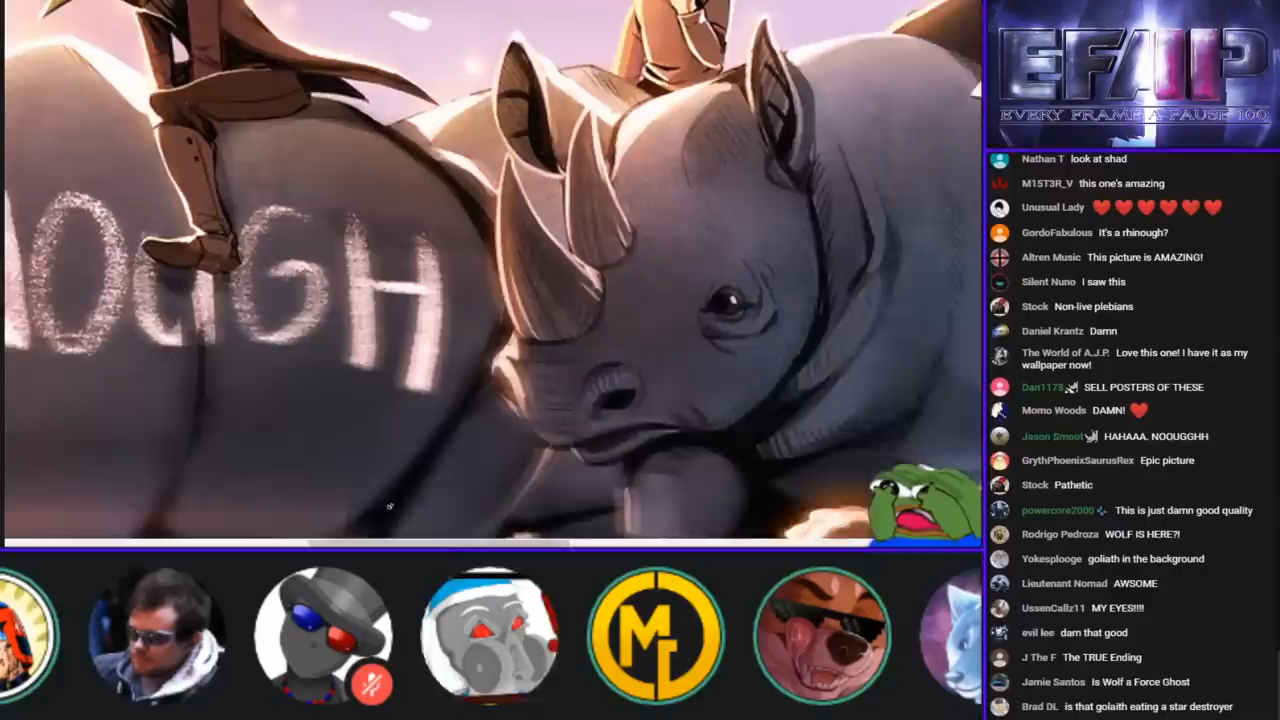 OUGH
EFAP
EVERY FRAME A PAUSE 100
Nathan T look at shad
M15T3R_V this one's amazing
Unusual Lady ❤️❤️❤️❤️❤️❤️
GordoFabulous It's a rhinough?
Altren Music This picture is AMAZING!
Silent Nuno I saw this
Stock Non-live plebians
Daniel Krantz Damn
The World of A.J.P. Love this one! I have it as my
wallpaper now!
Dan1178 SELL POSTERS OF THESE
Momo Woods DAMN! ❤️
Jason Smoot HAHAAA. NOOUGGHH
GrythPhoenixSaurusRex Epic picture
Stock Pathetic
powercore2000 This is just damn good quality
Rodrigo Pedroza WOLF IS HERE?!
Yokesplooge goliath in the background
Lieutenant Nomad AWSOME
UssenCallz11 MY EYES!!!!
evil lee dam that good
J The F The TRUE Ending
Jamie Santos Is Wolf a Force Ghost
Brad DL is that golaith eating a star destroyer